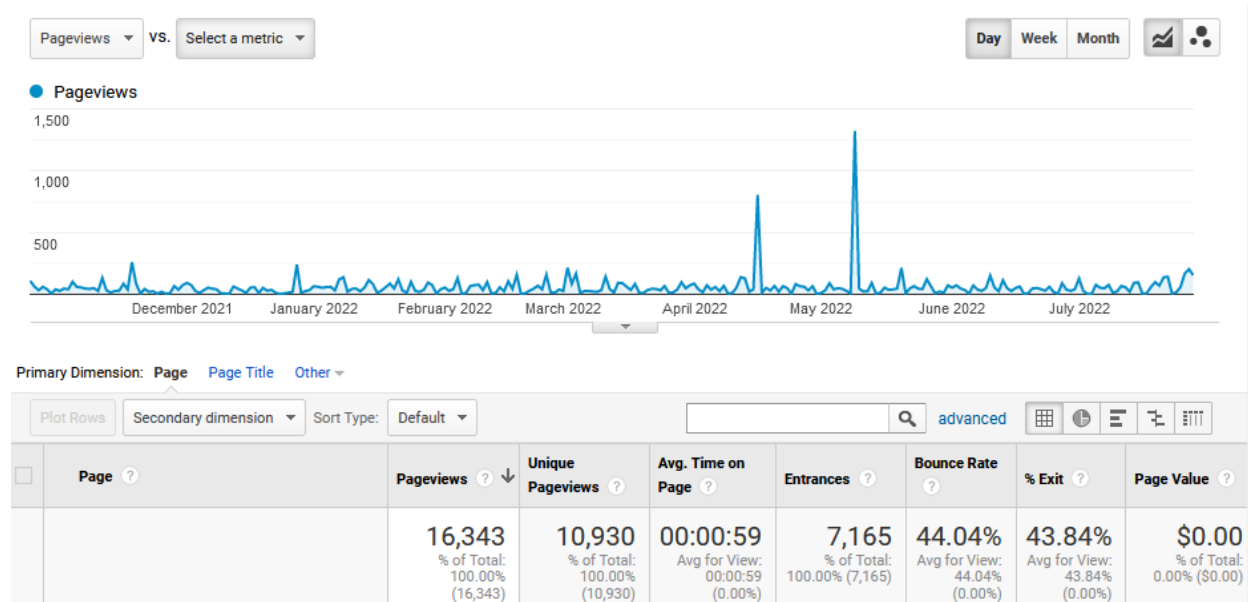 Pageviews VS. Select a metric Day Week Month
Pageviews
1,500
1,000
500
December 2021 January 2022 February 2022 March 2022 April 2022 May 2022 June 2022 July 2022
Primary Dimension: Page Page Title Other
Plot Rows Secondary dimension Sort Type: Default advanced
Page ? Pageviews ? Unique Pageviews ? Avg. Time on Page ? Entrances ? Bounce Rate ? % Exit ? Page Value ?
16,343 10,930 00:00:59 7,165 44.04% 43.84% $0.00
% of Total: % of Total: Avg for View: % of Total: Avg for View: Avg for View: % of Total:
100.00% 100.00% 00:00:59 100.00% (7,165) 44.04% 43.84% 0.00% ($0.00)
(16,343) (10,930) (0.00%) (0.00%) (0.00%)